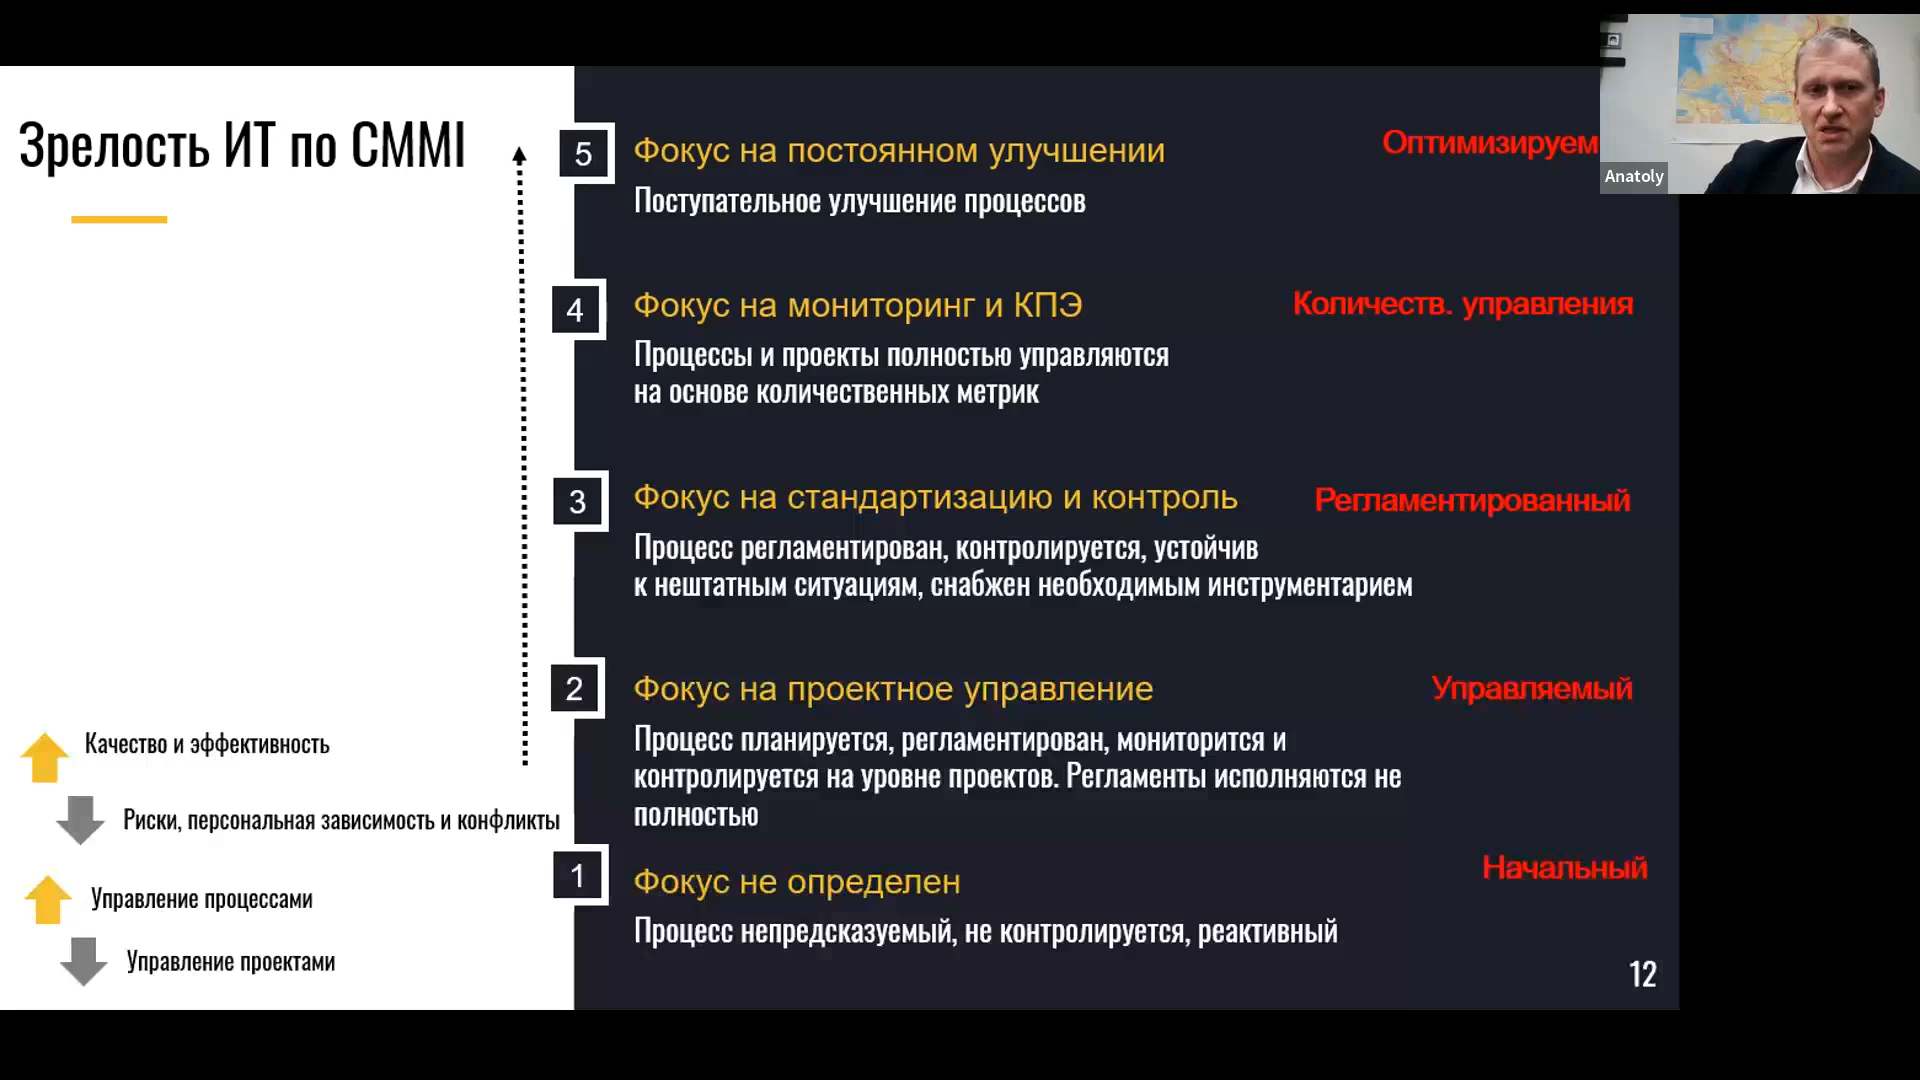 Зрелость ИТ по CMMI
5
Фокус на постоянном улучшении
Оптимизируем
Поступательное улучшение процессов
Anatoly
4
Фокус на мониторинг и КПЭ
Количеств. управления
Процессы и проекты полностью управляются
на основе количественных метрик
3
Фокус на стандартизацию и контроль
Регламентированный
Процесс регламентирован, контролируется, устойчив
к нештатным ситуациям, снабжен необходимым инструментарием
2
Фокус на проектное управление
Управляемый
Процесс планируется, регламентирован, мониторится и
контролируется на уровне проектов. Регламенты исполняются не
полностью
1
Фокус не определен
Начальный
Процесс непредсказуемый, не контролируется, реактивный
Качество и эффективность
Риски, персональная зависимость и конфликты
Управление процессами
Управление проектами
12